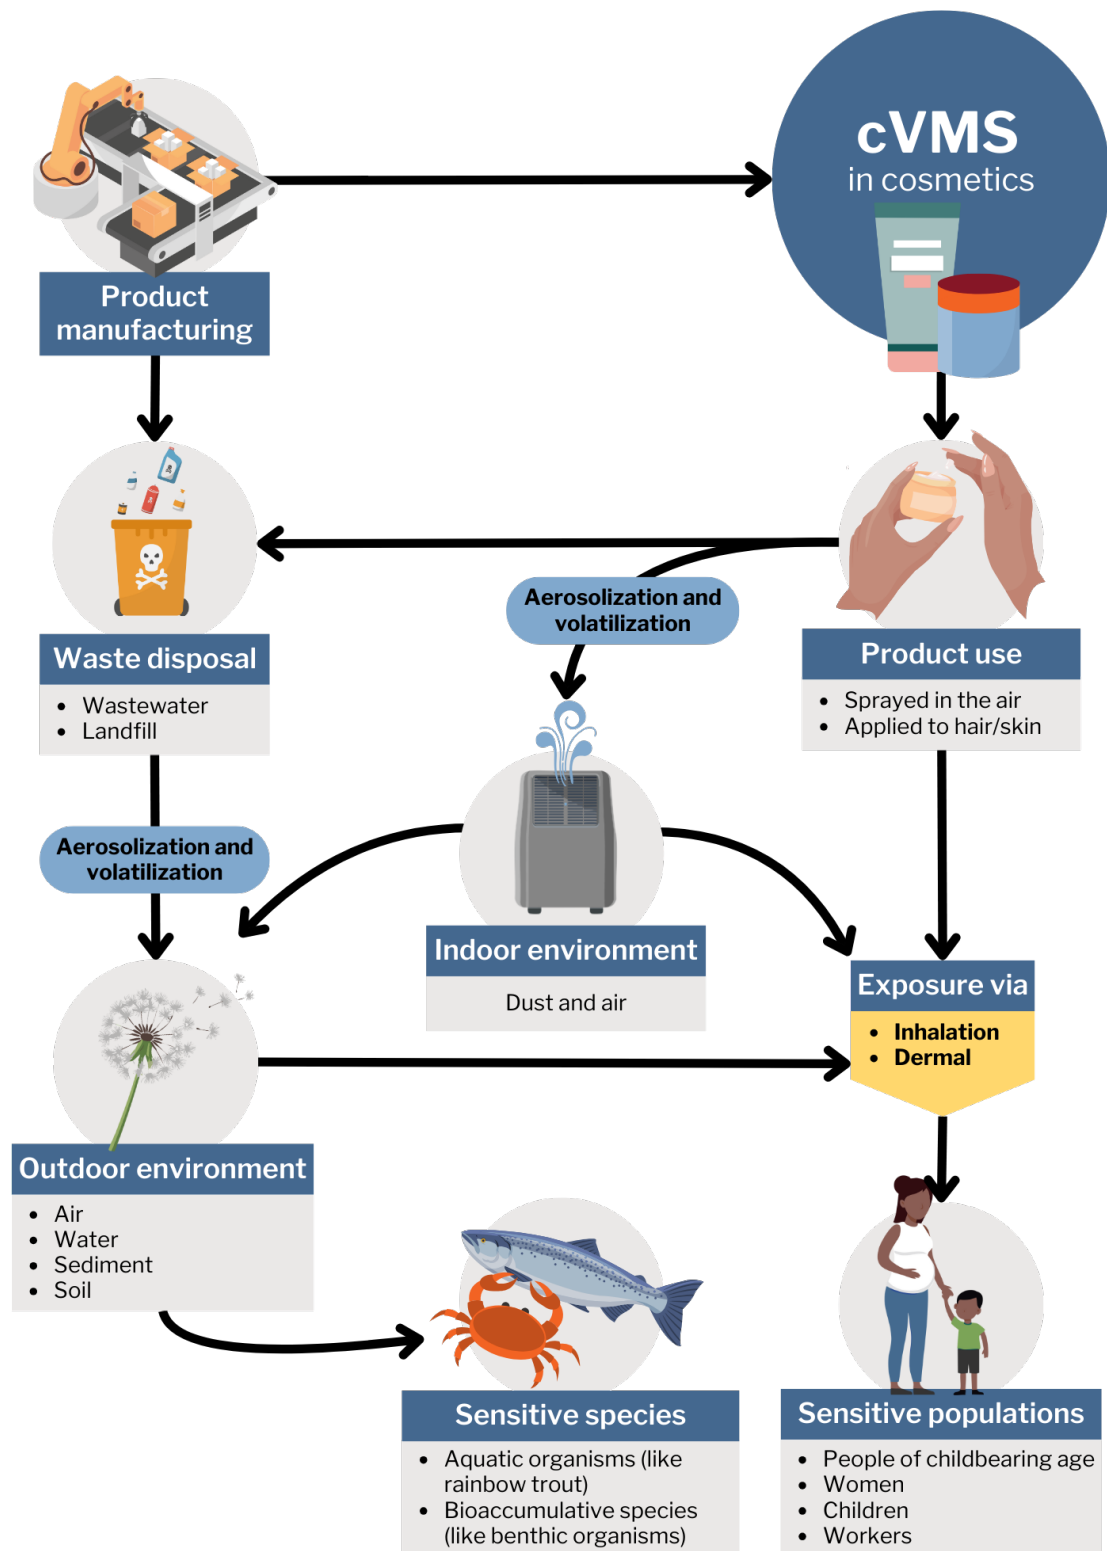 cVMS
in cosmetics
Product
manufacturing
Aerosolization and
volatilization
Waste disposal
• Wastewater
• Landfill
Product use
• Sprayed in the air
• Applied to hair/skin
Aerosolization and
volatilization
Indoor environment
Dust and air
Exposure via
• Inhalation
• Dermal
Outdoor environment
• Air
• Water
• Sediment
• Soil
Sensitive species
• Aquatic organisms (like
rainbow trout)
• Bioaccumulative species
(like benthic organisms)
Sensitive populations
• People of childbearing age
• Women
• Children
• Workers